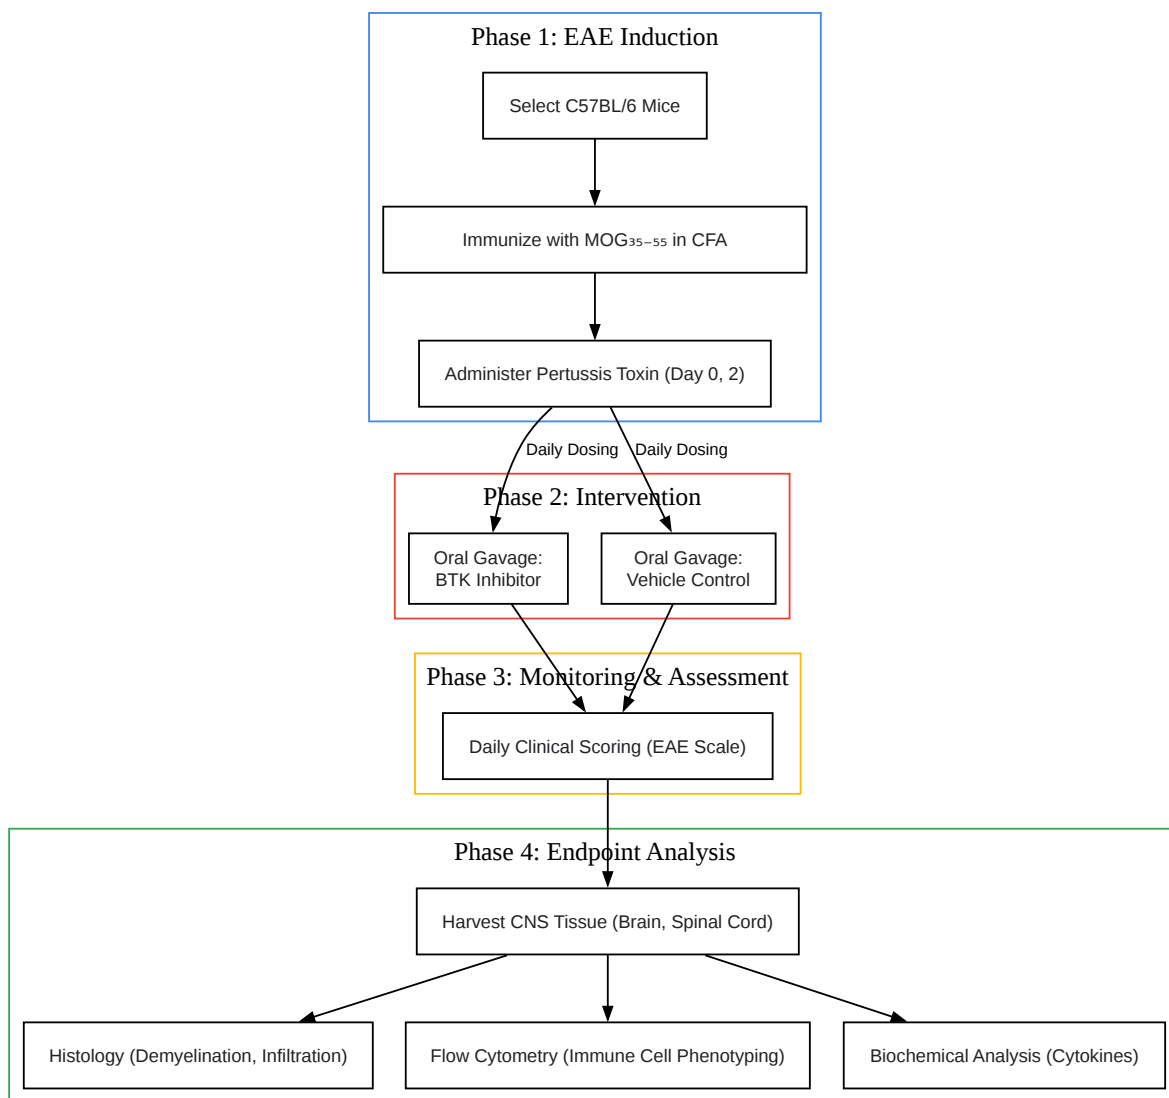 Phase 1: EAE Induction
Select C57BL/6 Mice
Immunize with MOG₃₅₋₅₅ in CFA
Administer Pertussis Toxin (Day 0, 2)
Daily Dosing
Daily Dosing
Phase 2: Intervention
Oral Gavage:
BTK Inhibitor
Oral Gavage:
Vehicle Control
Phase 3: Monitoring & Assessment
Daily Clinical Scoring (EAE Scale)
Phase 4: Endpoint Analysis
Harvest CNS Tissue (Brain, Spinal Cord)
Histology (Demyelination, Infiltration)
Flow Cytometry (Immune Cell Phenotyping)
Biochemical Analysis (Cytokines)